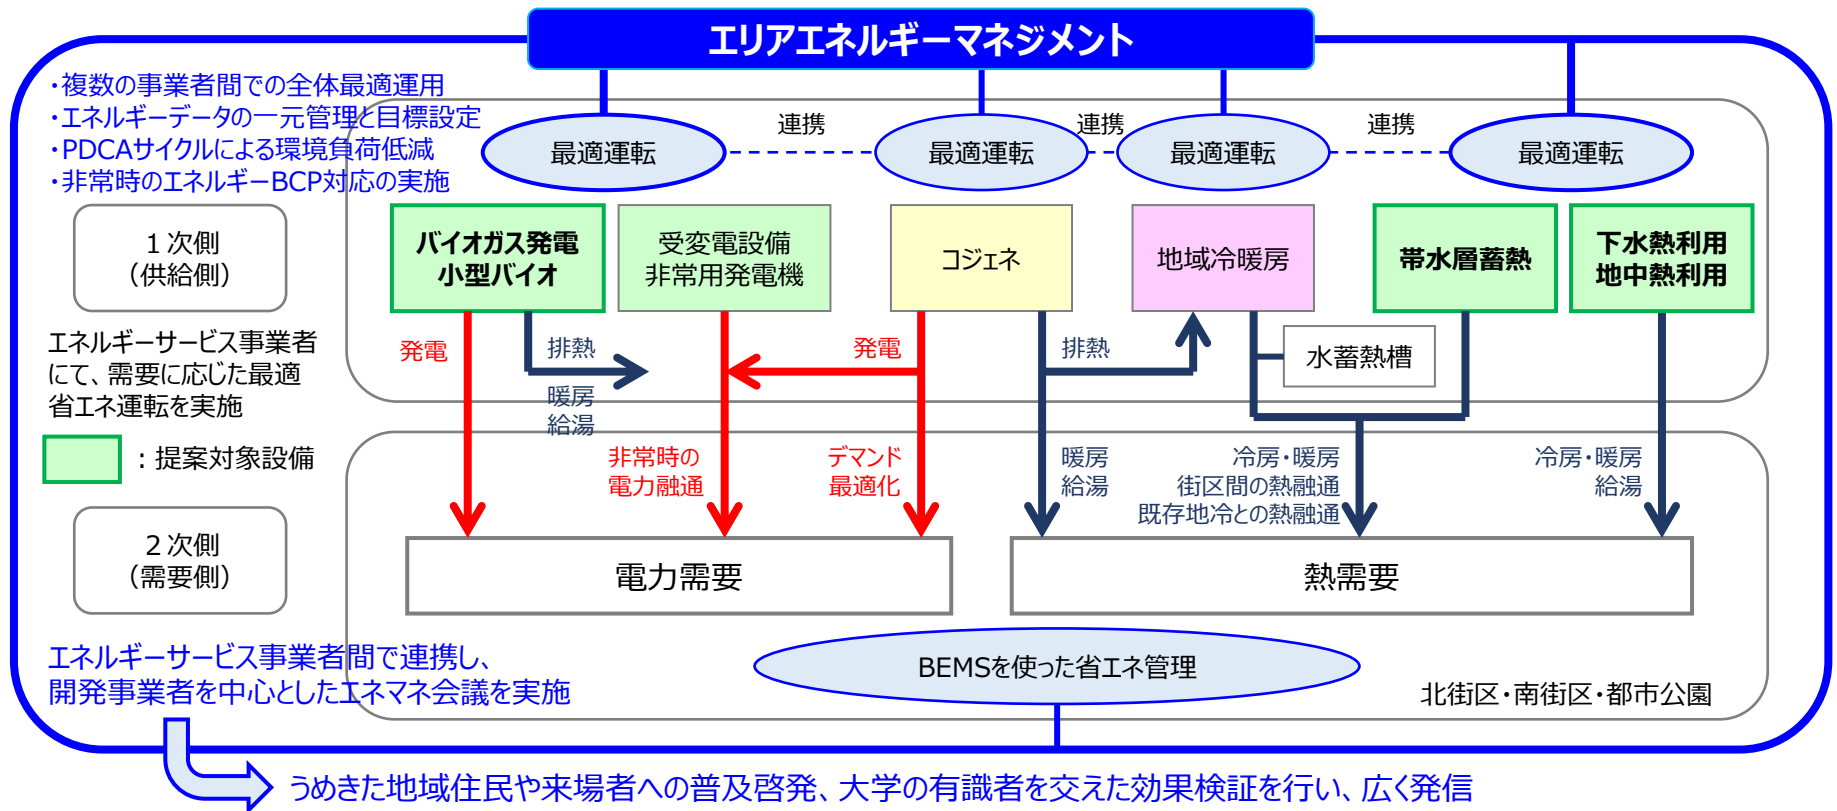 エリアエネルギーマネジメント
・複数の事業者間での全体最適運用
・エネルギーデータの一元管理と目標設定
・PDCAサイクルによる環境負荷低減
・非常時のエネルギーBCP対応の実施
最適運転
連携
最適運転
連携
最適運転
連携
最適運転
１次側
（供給側）
バイオガス発電
小型バイオ
受変電設備
非常用発電機
コジェネ
地域冷暖房
帯水層蓄熱
下水熱利用
地中熱利用
エネルギーサービス事業者
にて、需要に応じた最適
省エネ運転を実施
発電
排熱
暖房
給湯
発電
排熱
水蓄熱槽
：提案対象設備
非常時の
電力融通
デマンド
最適化
暖房
給湯
冷房・暖房
街区間の熱融通
既存地冷との熱融通
冷房・暖房
給湯
２次側
（需要側）
電力需要
熱需要
BEMSを使った省エネ管理
北街区・南街区・都市公園
エネルギーサービス事業者間で連携し、
開発事業者を中心としたエネマネ会議を実施
うめきた地域住民や来場者への普及啓発、大学の有識者を交えた効果検証を行い、広く発信